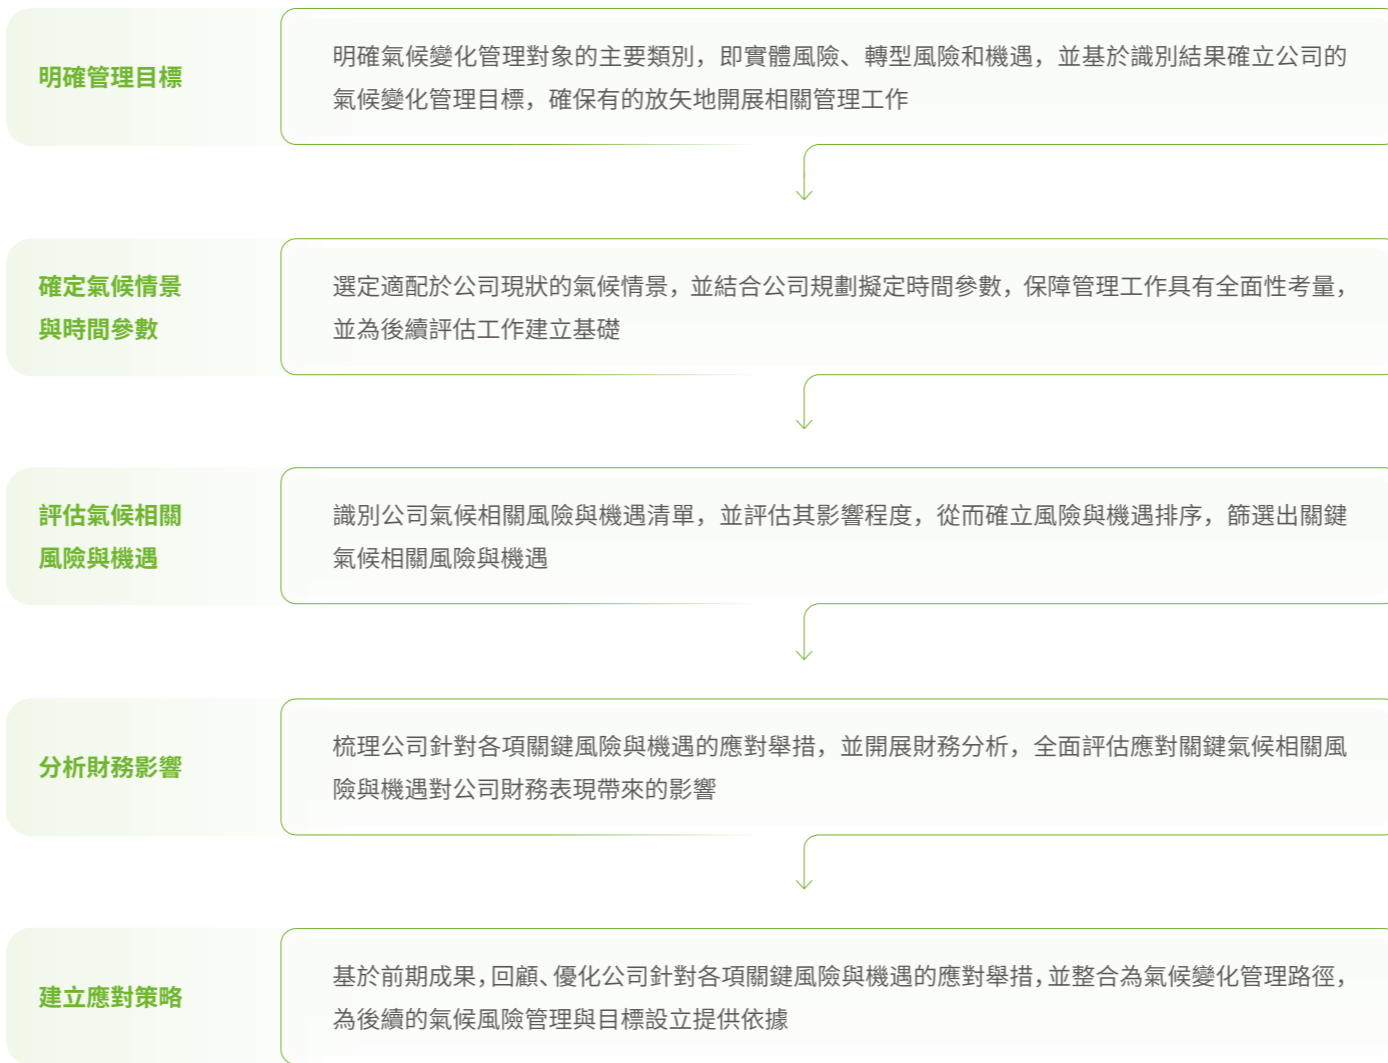 明確管理目標
明確氣候變化管理對象的主要類別，即實體風險、轉型風險和機遇，並基於識別結果確立公司的
氣候變化管理目標，確保有的放矢地開展相關管理工作
確定氣候情景
與時間參數
選定適配於公司現狀的氣候情景，並結合公司規劃擬定時間參數，保障管理工作具有全面性考量，
並為後續評估工作建立基礎
評估氣候相關
風險與機遇
識別公司氣候相關風險與機遇清單，並評估其影響程度，從而確立風險與機遇排序，篩選出關鍵
氣候相關風險與機遇
分析財務影響
梳理公司針對各項關鍵風險與機遇的應對舉措，並開展財務分析，全面評估應對關鍵氣候相關風
險與機遇對公司財務表現帶來的影響
建立應對策略
基於前期成果，回顧、優化公司針對各項關鍵風險與機遇的應對舉措，並整合為氣候變化管理路徑，
為後續的氣候風險管理與目標設立提供依據